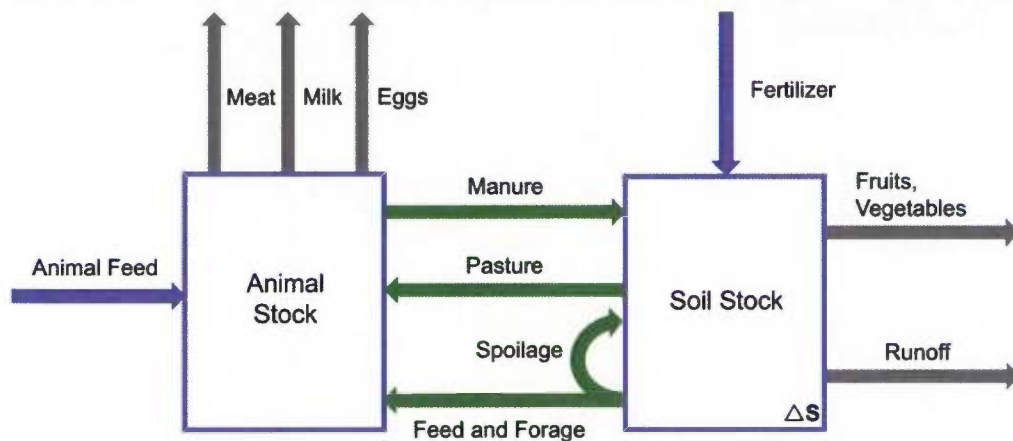 Meat
Milk
Eggs
Fertilizer
Manure
Fruits,
Vegetables
Animal Feed
Animal
Stock
Pasture
Soil Stock
Spoilage
Runoff
Feed and Forage
△S